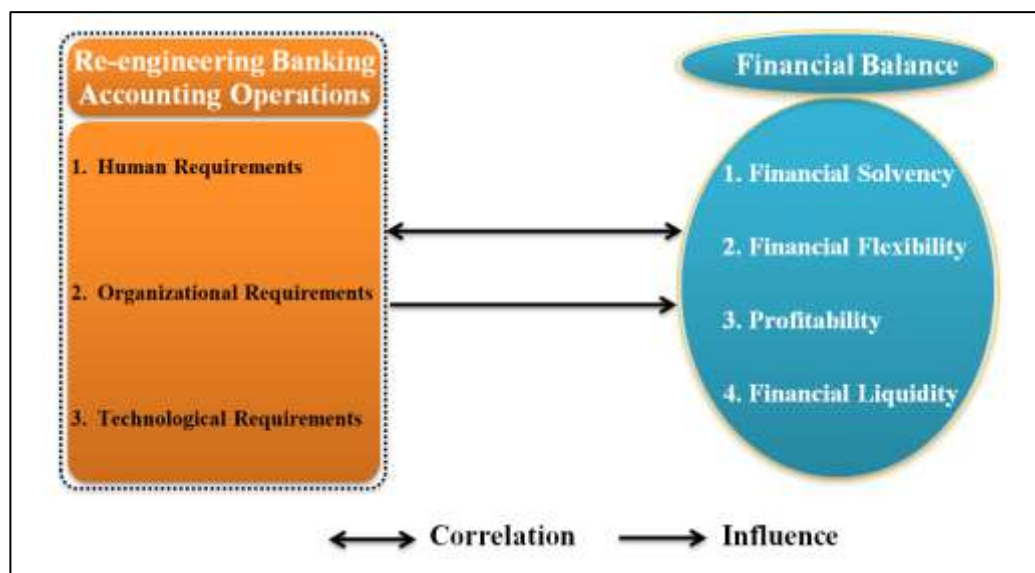 Re-engineering Banking
Accounting Operations
1. Human Requirements
2. Organizational Requirements
3. Technological Requirements
Financial Balance
1. Financial Solvency
2. Financial Flexibility
3. Profitability
4. Financial Liquidity
Correlation
Influence